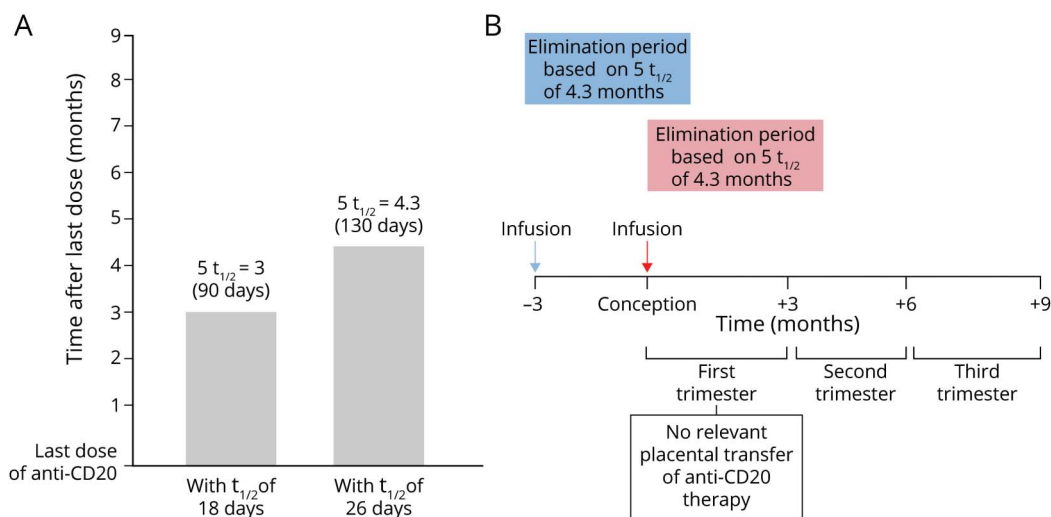 A
Time after last dose (months)
9
8
7
6
5
4
3
2
1
Last dose
of anti-CD20
5 t1/2 = 3
(90 days)
5 t1/2 = 4.3
(130 days)
With t1/2 of
18 days
With t1/2 of
26 days
B
Elimination period
based on 5 t1/2
of 4.3 months
Elimination period
based on 5 t1/2
of 4.3 months
Infusion
Infusion
–3
Conception
+3
+6
+9
Time (months)
First
trimester
Second
trimester
Third
trimester
No relevant
placental transfer
of anti-CD20
therapy